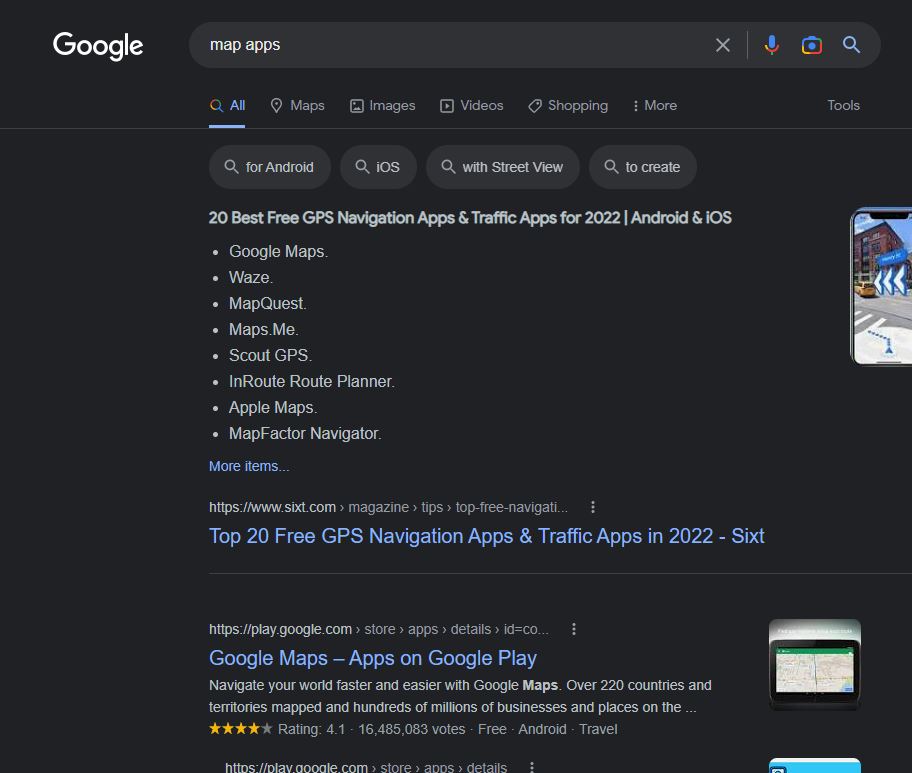 Google
map apps
All
Maps
Images
Videos
Shopping
More
Tools
for Android
iOS
with Street View
to create
20 Best Free GPS Navigation Apps & Traffic Apps for 2022 | Android & iOS
Google Maps.
Waze.
MapQuest.
Maps.Me.
Scout GPS.
InRoute Route Planner.
Apple Maps.
MapFactor Navigator.
More items...
https://www.sixt.com › magazine › tips › top-free-navigati...
Top 20 Free GPS Navigation Apps & Traffic Apps in 2022 - Sixt
https://play.google.com › store › apps › details › id=co...
Google Maps – Apps on Google Play
Navigate your world faster and easier with Google Maps. Over 220 countries and
territories mapped and hundreds of millions of businesses and places on the ...
Rating: 4.1 · 16,485,083 votes · Free · Android · Travel
https://play.google.com › store › apps › details